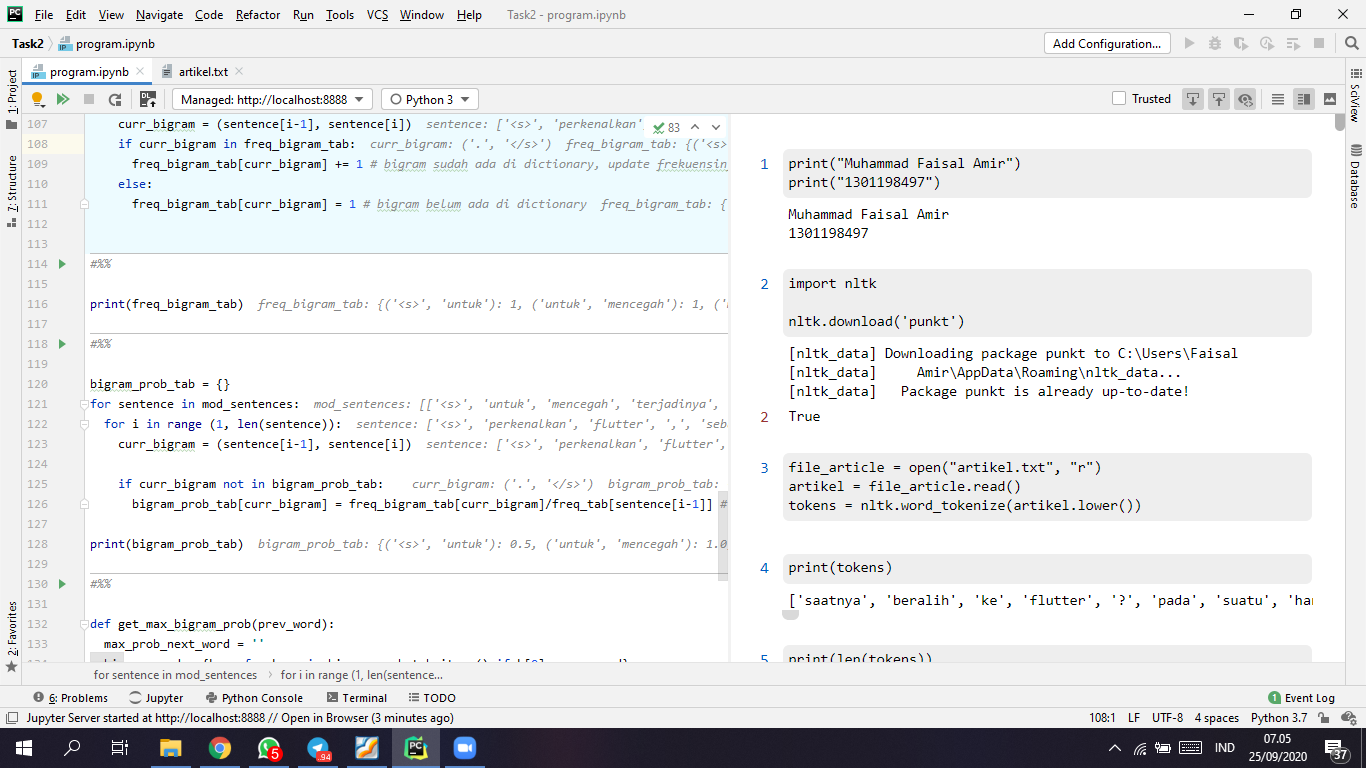 File Edit View Navigate Code Refactor Run Tools VCS Window Help Task2 - program.ipynb
Task2 program.ipynb Add Configuration...
program.ipynb artikel.txt
Managed: http://localhost:8888 Python 3 Trusted
1: Project
7: Structure
2: Favorites
SciView
Database
83
107 curr_bigram = (sentence[i-1], sentence[i]) sentence: ['<s>', 'perkenalkan',
108 if curr_bigram in freq_bigram_tab: curr_bigram: ('.', '</s>') freq_bigram_tab: {('<s>
109 freq_bigram_tab[curr_bigram] += 1 # bigram sudah ada di dictionary, update frekuensin
110 else:
111 freq_bigram_tab[curr_bigram] = 1 # bigram belum ada di dictionary freq_bigram_tab: {
112
113
114 #%%
115
116 print(freq_bigram_tab) freq_bigram_tab: {('<s>', 'untuk'): 1, ('untuk', 'mencegah'): 1, ('
117
118 #%%
119
120 bigram_prob_tab = {}
121 for sentence in mod_sentences: mod_sentences: [['<s>', 'untuk', 'mencegah', 'terjadinya',
122 for i in range (1, len(sentence)): sentence: ['<s>', 'perkenalkan', 'flutter', ',', 'seb
123 curr_bigram = (sentence[i-1], sentence[i]) sentence: ['<s>', 'perkenalkan', 'flutter',
124
125 if curr_bigram not in bigram_prob_tab: curr_bigram: ('.', '</s>') bigram_prob_tab:
126 bigram_prob_tab[curr_bigram] = freq_bigram_tab[curr_bigram]/freq_tab[sentence[i-1]] #
127
128 print(bigram_prob_tab) bigram_prob_tab: {('<s>', 'untuk'): 0.5, ('untuk', 'mencegah'): 1.0
129
130 #%%
131
132 def get_max_bigram_prob(prev_word):
133 max_prob_next_word = ''
for sentence in mod_sentences for i in range (1, len(sentence...
1 print("Muhammad Faisal Amir")
print("1301198497")
Muhammad Faisal Amir
1301198497
2 import nltk
nltk.download('punkt')
[nltk_data] Downloading package punkt to C:\Users\Faisal
[nltk_data] Amir\AppData\Roaming\nltk_data...
[nltk_data] Package punkt is already up-to-date!
2 True
3 file_article = open("artikel.txt", "r")
artikel = file_article.read()
tokens = nltk.word_tokenize(artikel.lower())
4 print(tokens)
['saatnya', 'beralih', 'ke', 'flutter', '?', 'pada', 'suatu', 'har
5 print(len(tokens))
6: Problems Jupyter Python Console Terminal TODO 1 Event Log
Jupyter Server started at http://localhost:8888 // Open in Browser (3 minutes ago) 108:1 LF UTF-8 4 spaces Python 3.7
5 94 IND 07.05
25/09/2020 37